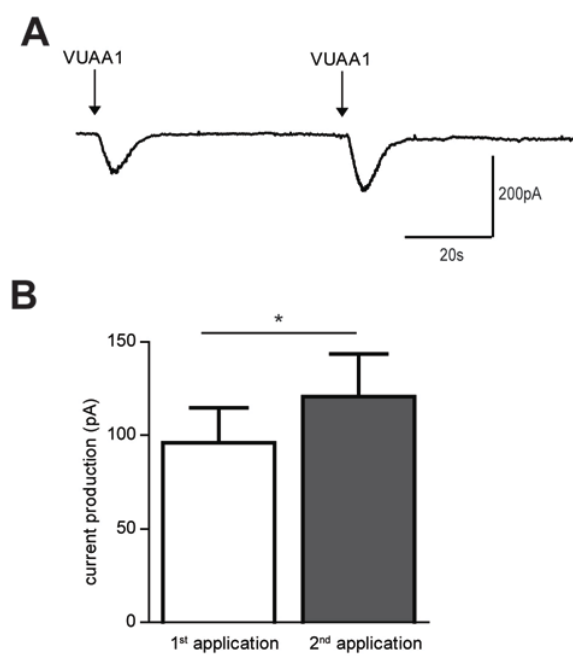 A
VUAA1 VUAA1
200pA
20s
B
*
150
100
50
0
current production (pA)
1st application 2nd application